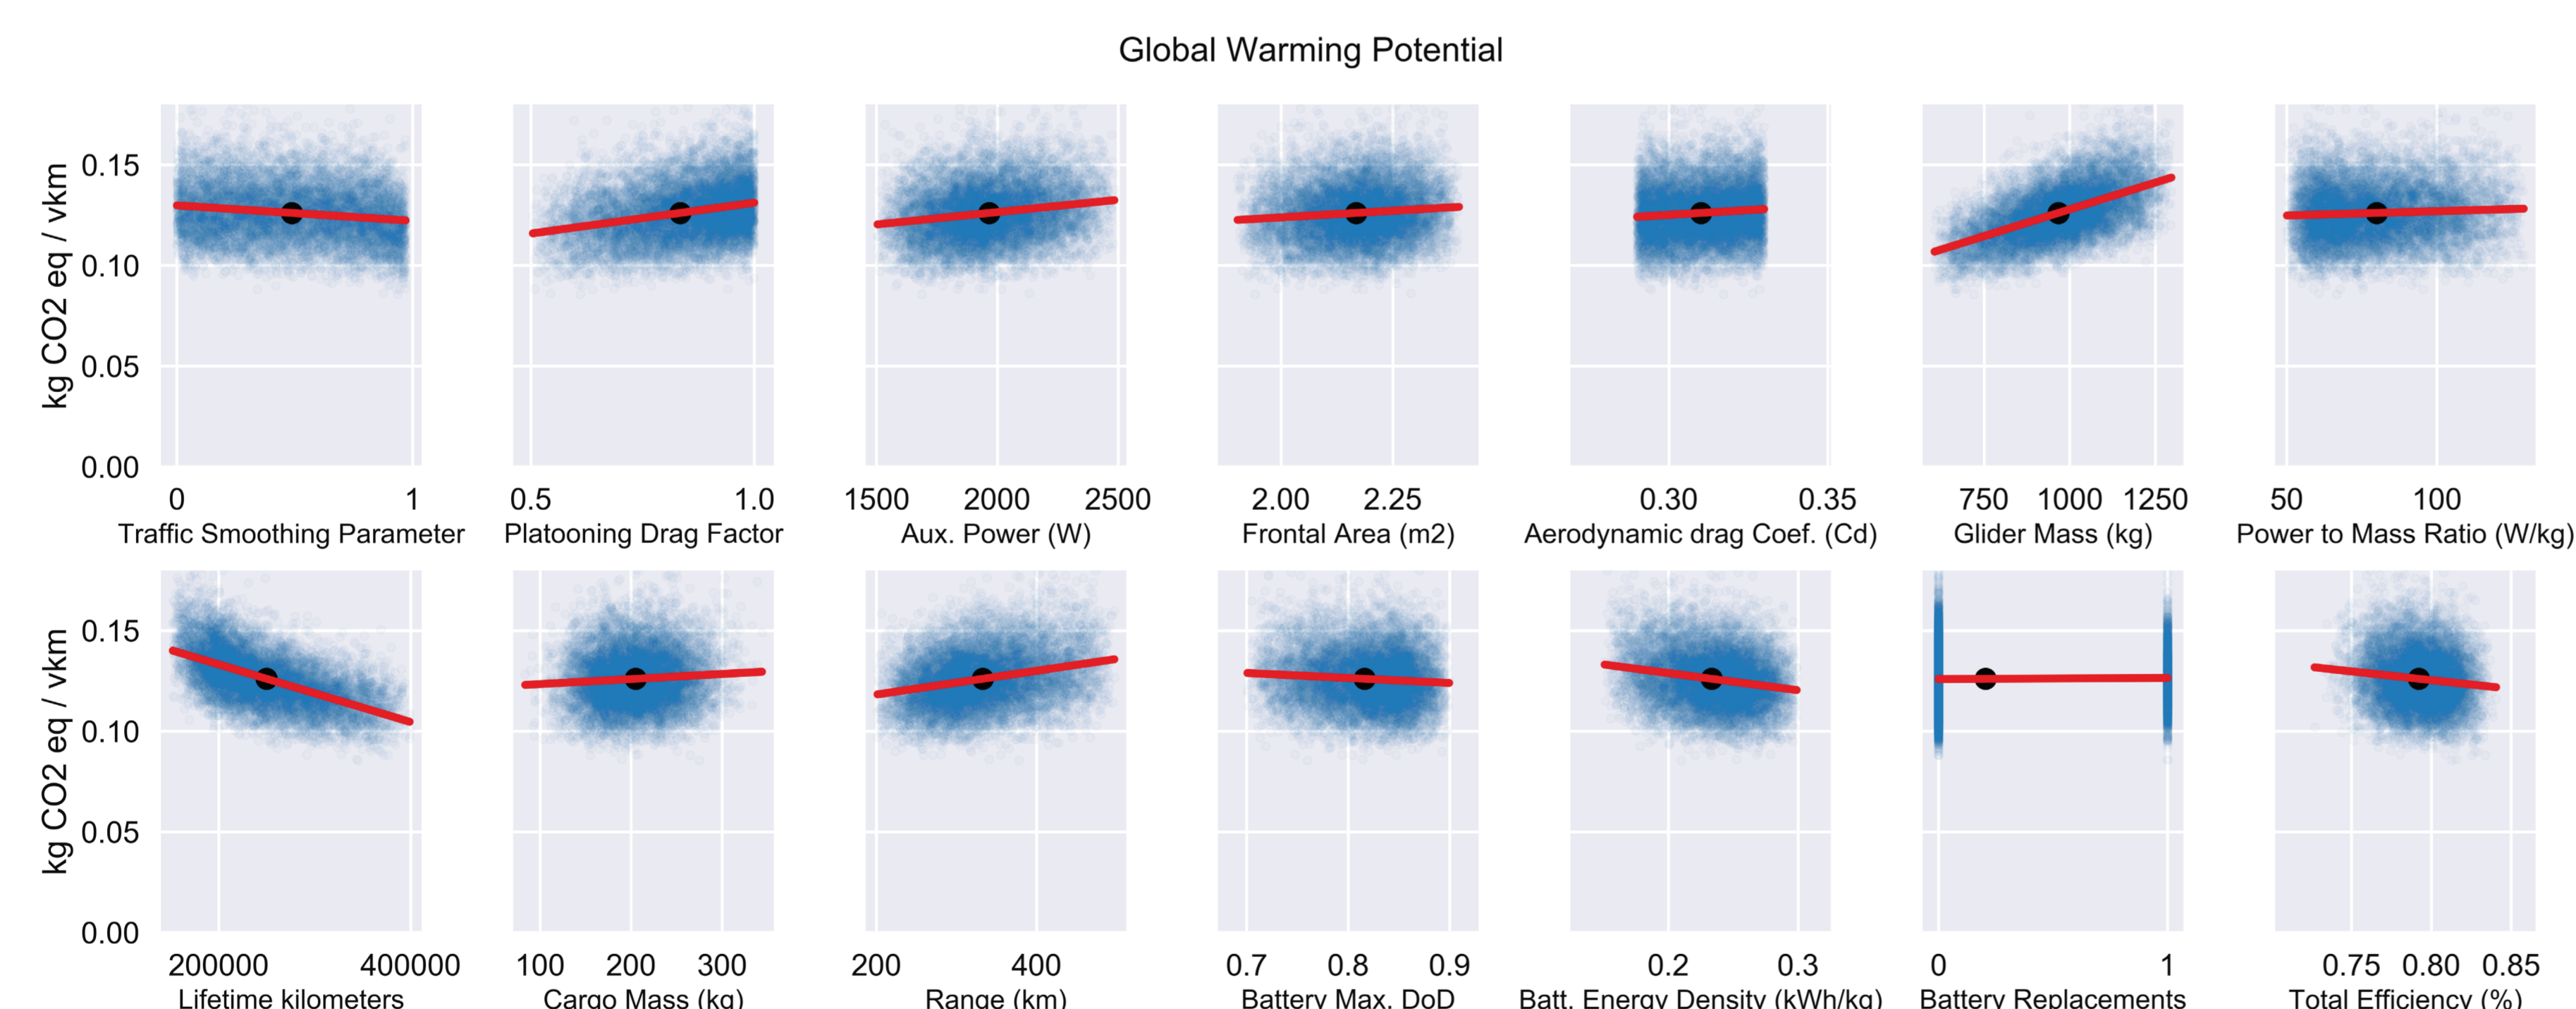 Global Warming Potential
kg CO2 eq / vkm
0.15
0.10
0.05
0.00
0 1
0.5 1.0
1500 2000 2500
2.00 2.25
0.30 0.35
750 1000 1250
50 100
Traffic Smoothing Parameter
Platooning Drag Factor
Aux. Power (W)
Frontal Area (m2)
Aerodynamic drag Coef. (Cd)
Glider Mass (kg)
Power to Mass Ratio (W/kg)
kg CO2 eq / vkm
0.15
0.10
0.05
0.00
200000 400000
100 200 300
200 400
0.7 0.8 0.9
0.2 0.3
0 1
0.75 0.80 0.85
Lifetime kilometers
Cargo Mass (kg)
Range (km)
Battery Max. DoD
Batt. Energy Density (kWh/kg)
Battery Replacements
Total Efficiency (%)